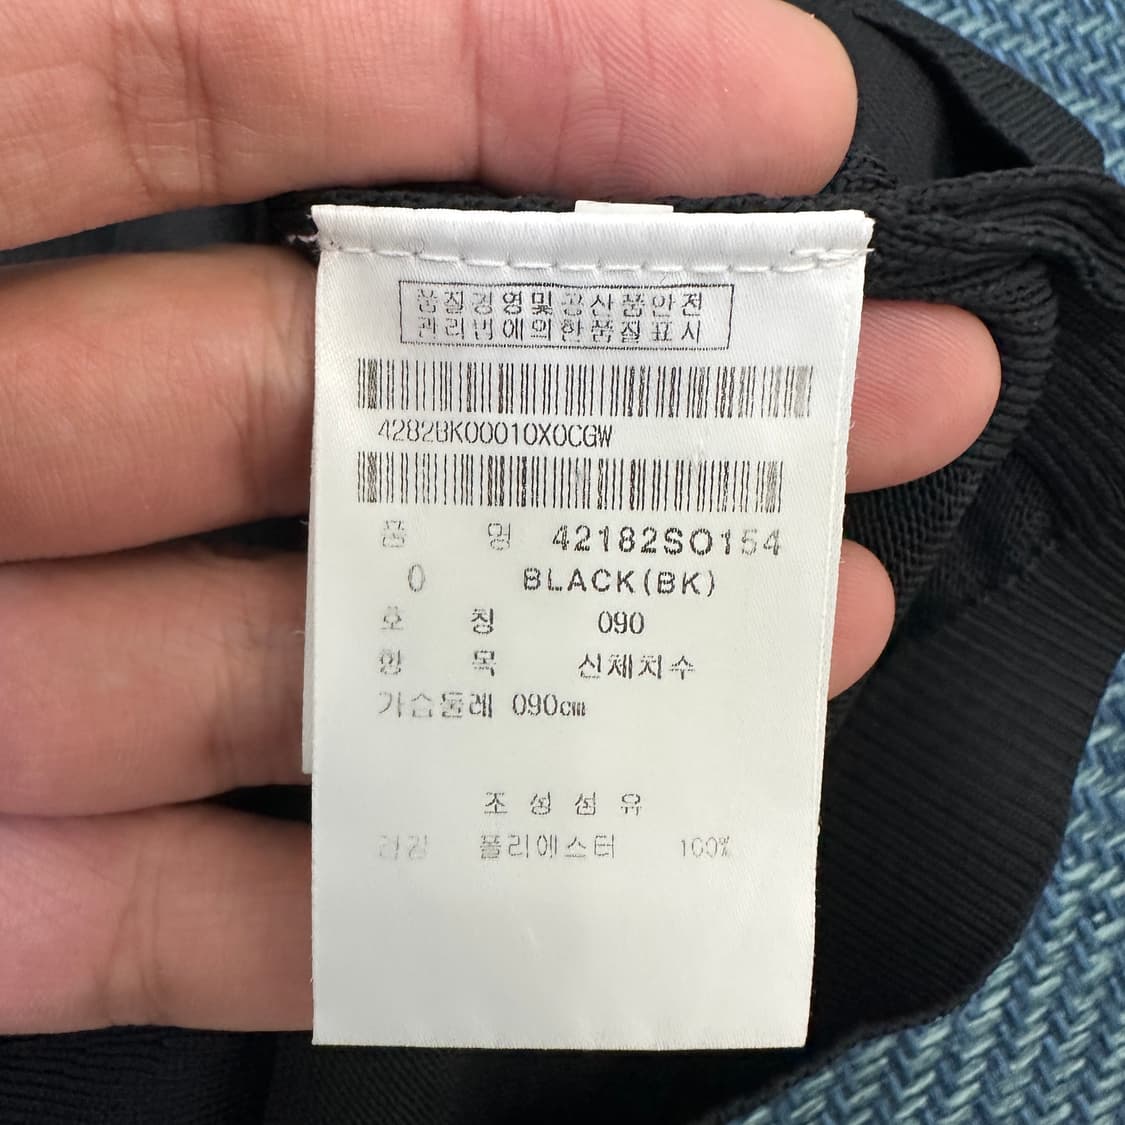 품질경영및공산품안전
관리법에의한품질표시
4282BK00010X0CGW
품 명 42182SO154
0 BLACK(BK)
호 칭 090
항 목 신체치수
가슴둘레 090cm
조 성 섬 유
겉감 폴리에스터 100%